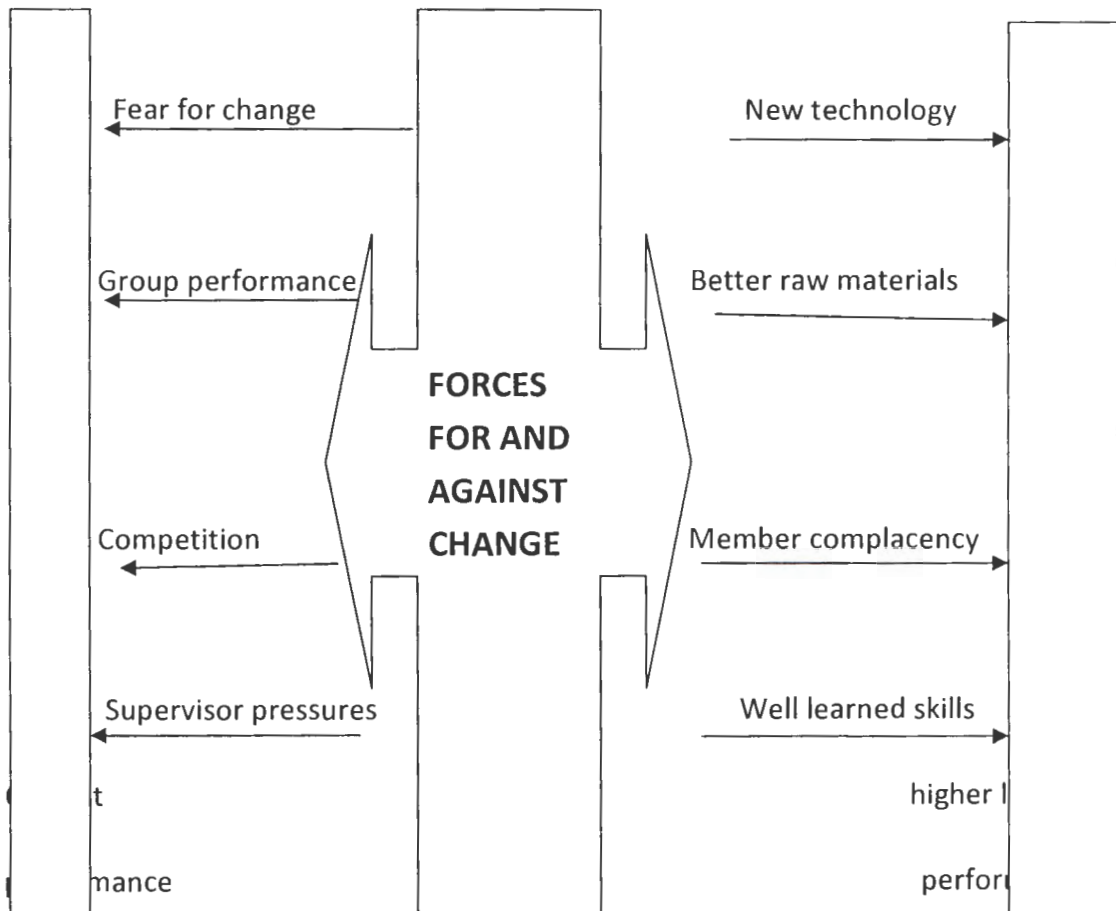 Fear for change
New technology
Group performance
Better raw materials
FORCES
FOR AND
AGAINST
CHANGE
Competition
Member complacency
Supervisor pressures
Well learned skills
higher